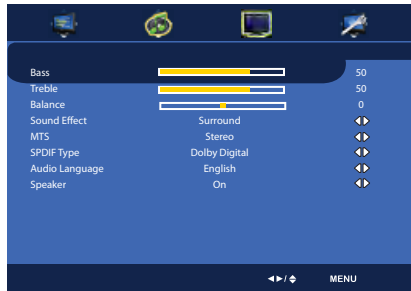 Bass 50
Treble 50
Balance 0
Sound Effect Surround
MTS Stereo
SPDIF Type Dolby Digital
Audio Language English
Speaker On
◄►/ MENU